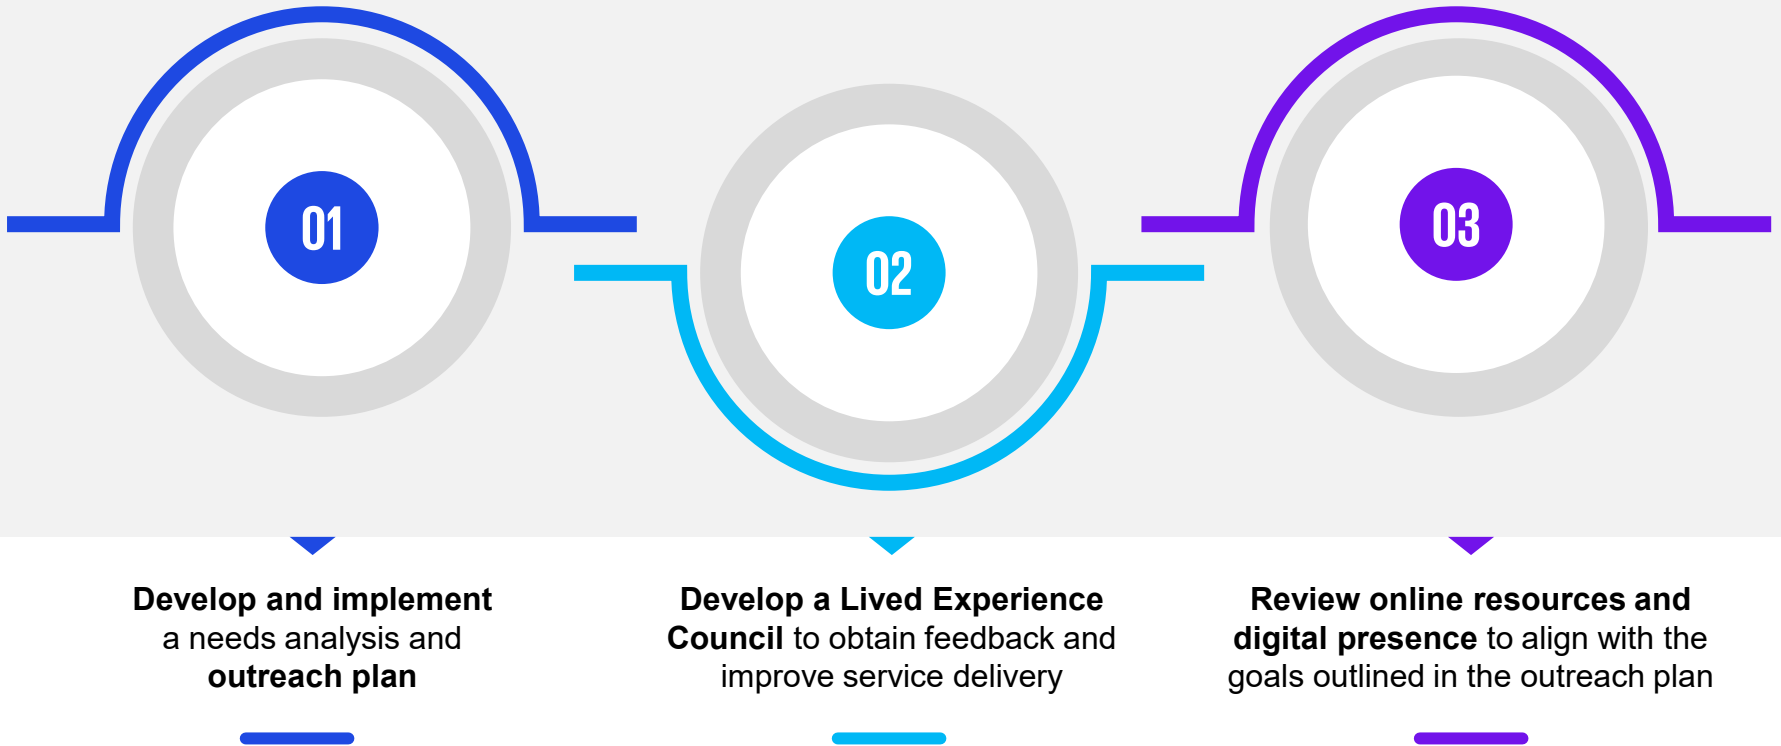 01
02
03
Develop and implement
a needs analysis and
outreach plan
Develop a Lived Experience
Council to obtain feedback and
improve service delivery
Review online resources and
digital presence to align with the
goals outlined in the outreach plan